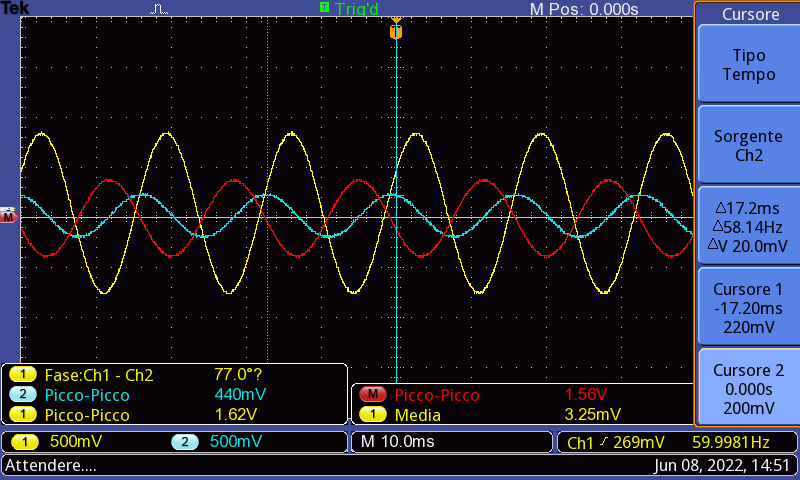 Tek T Trig'd M Pos: 0.000s
T
M
Cursore
Tipo
Tempo
Sorgente
Ch2
△17.2ms
△58.14Hz
△V 20.0mV
Cursore 1
-17.20ms
220mV
Cursore 2
0.000s
200mV
1 Fase:Ch1 - Ch2 77.0°?
2 Picco-Picco 440mV
1 Picco-Picco 1.62V
M Picco-Picco 1.56V
1 Media 3.25mV
1 500mV 2 500mV M 10.0ms Ch1 269mV 59.9981Hz
Attendere.... Jun 08, 2022, 14:51